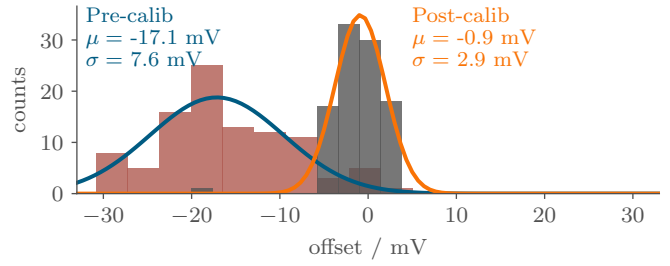 Pre-calib
μ = -17.1 mV
σ = 7.6 mV
Post-calib
μ = -0.9 mV
σ = 2.9 mV
counts
30
20
10
0
−30 −20 −10 0 10 20 30
offset / mV